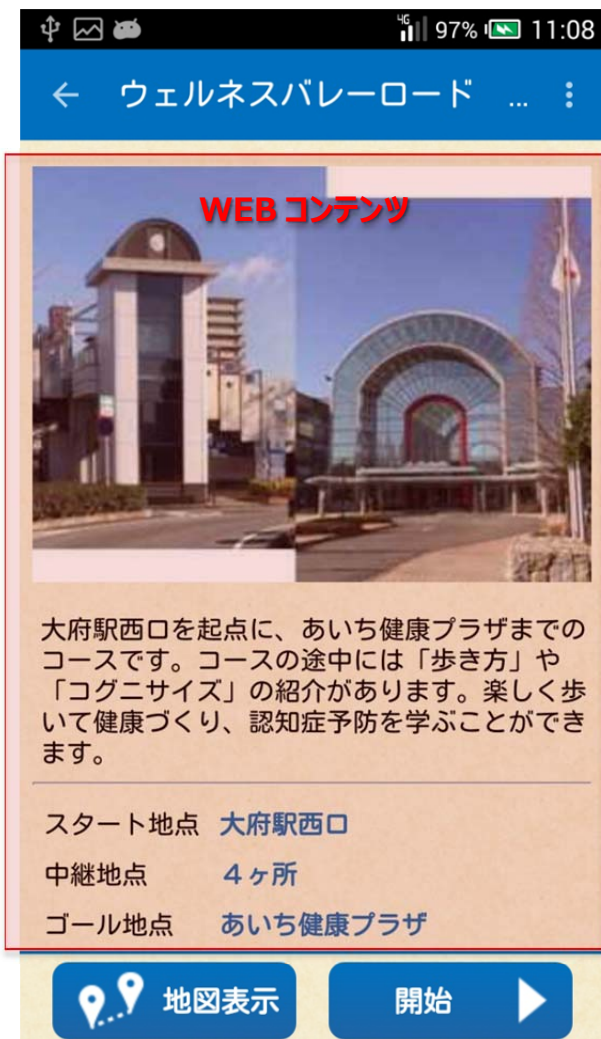 4G 97% 11:08
ウェルネスバレーロード ...
WEB コンテンツ
大府駅西口を起点に、あいち健康プラザまでの
コースです。コースの途中には「歩き方」や
「コグニサイズ」の紹介があります。楽しく歩
いて健康づくり、認知症予防を学ぶことができ
ます。
スタート地点 大府駅西口
中継地点 4ヶ所
ゴール地点 あいち健康プラザ
地図表示 開始